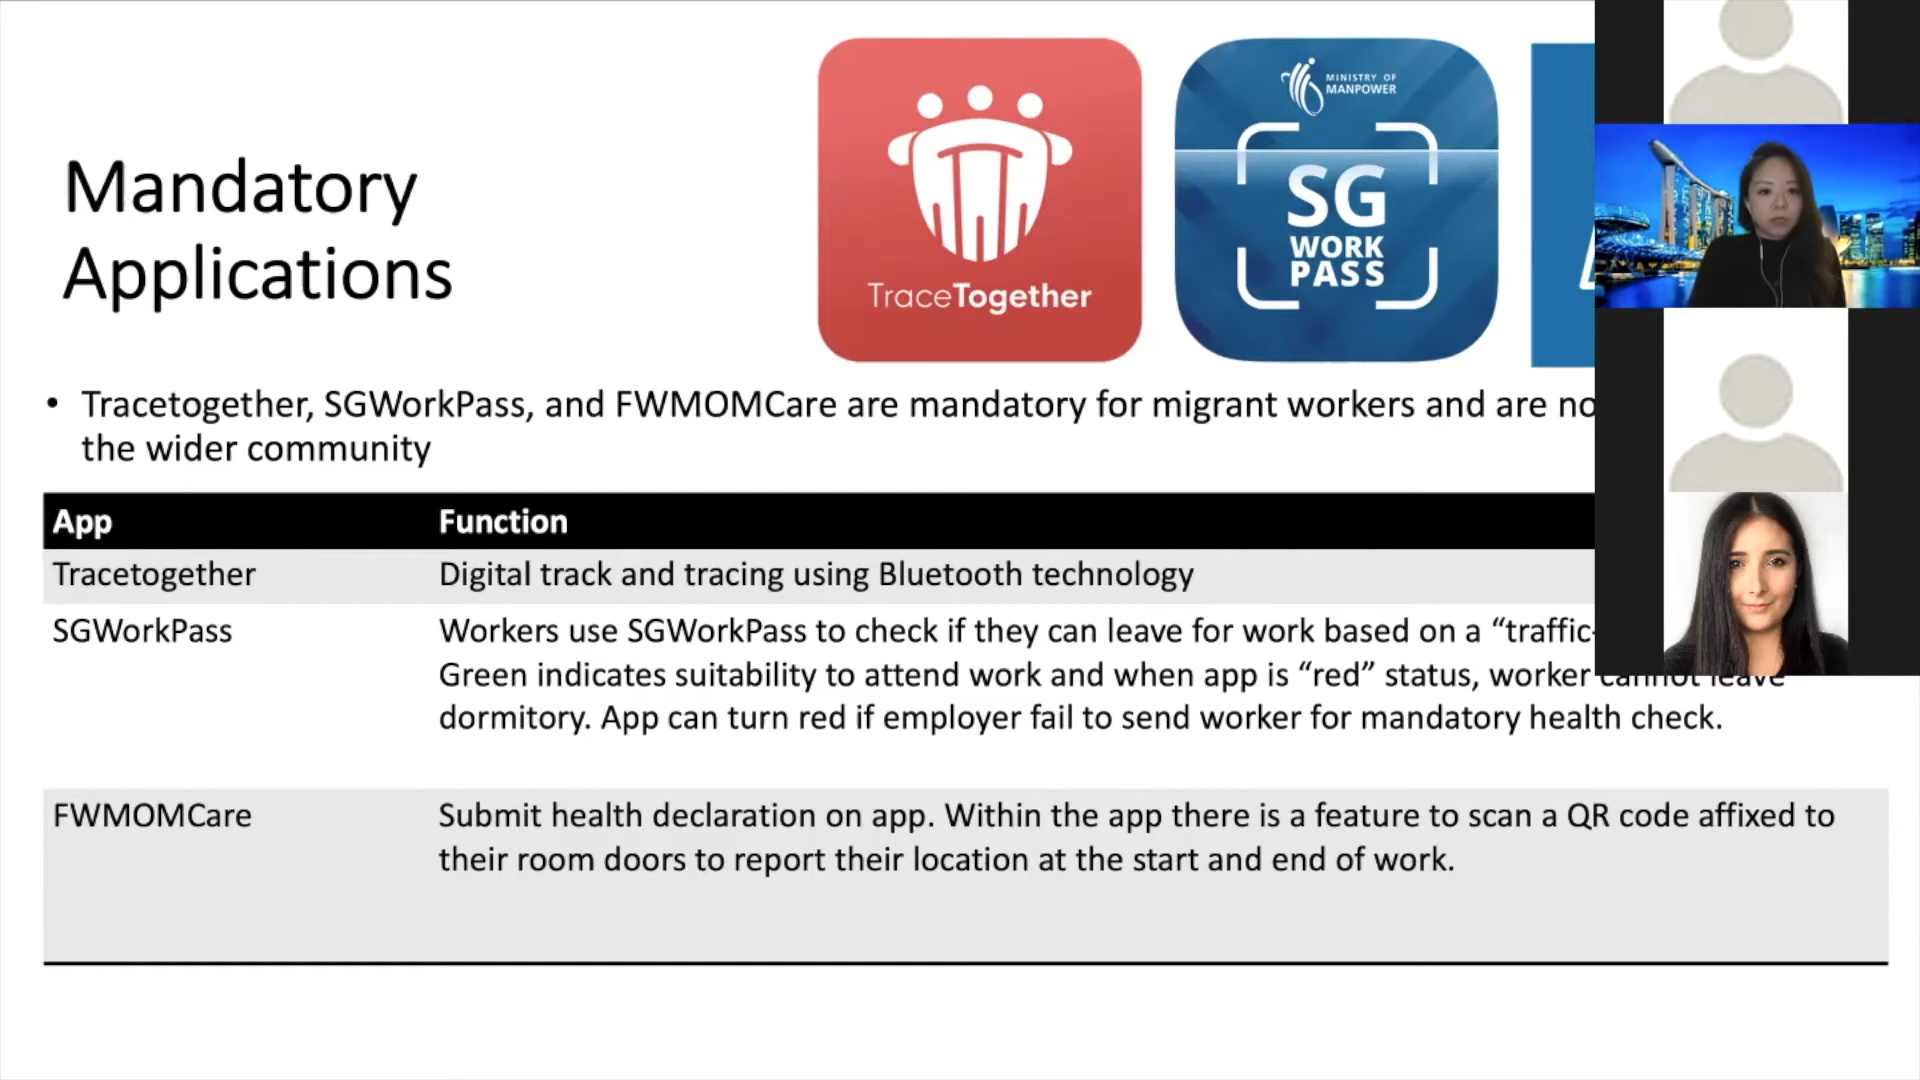 MINISTRY OF
MANPOWER
SG
WORK
PASS
TraceTogether
Mandatory
Applications
• Tracetogether, SGWorkPass, and FWMOMCare are mandatory for migrant workers and are
the wider community
App Function
Tracetogether Digital track and tracing using Bluetooth technology
SGWorkPass Workers use SGWorkPass to check if they can leave for work based on a “traffic-
Green indicates suitability to attend work and when app is “red” status, worker cannot leave
dormitory. App can turn red if employer fail to send worker for mandatory health check.
FWMOMCare Submit health declaration on app. Within the app there is a feature to scan a QR code affixed to
their room doors to report their location at the start and end of work.